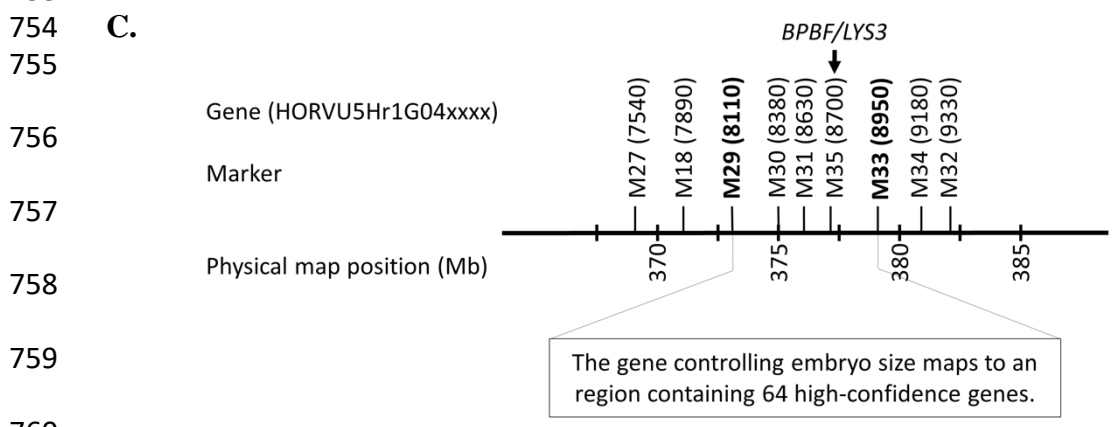 754 C.
BPBF/LYS3
755
Gene (HORVU5Hr1G04xxxx)
756
Marker
M27 (7540)
M18 (7890)
M29 (8110)
M30 (8380)
M31 (8630)
M35 (8700)
M33 (8950)
M34 (9180)
M32 (9330)
757
Physical map position (Mb)
370
375
380
385
758
759
The gene controlling embryo size maps to an
region containing 64 high-confidence genes.